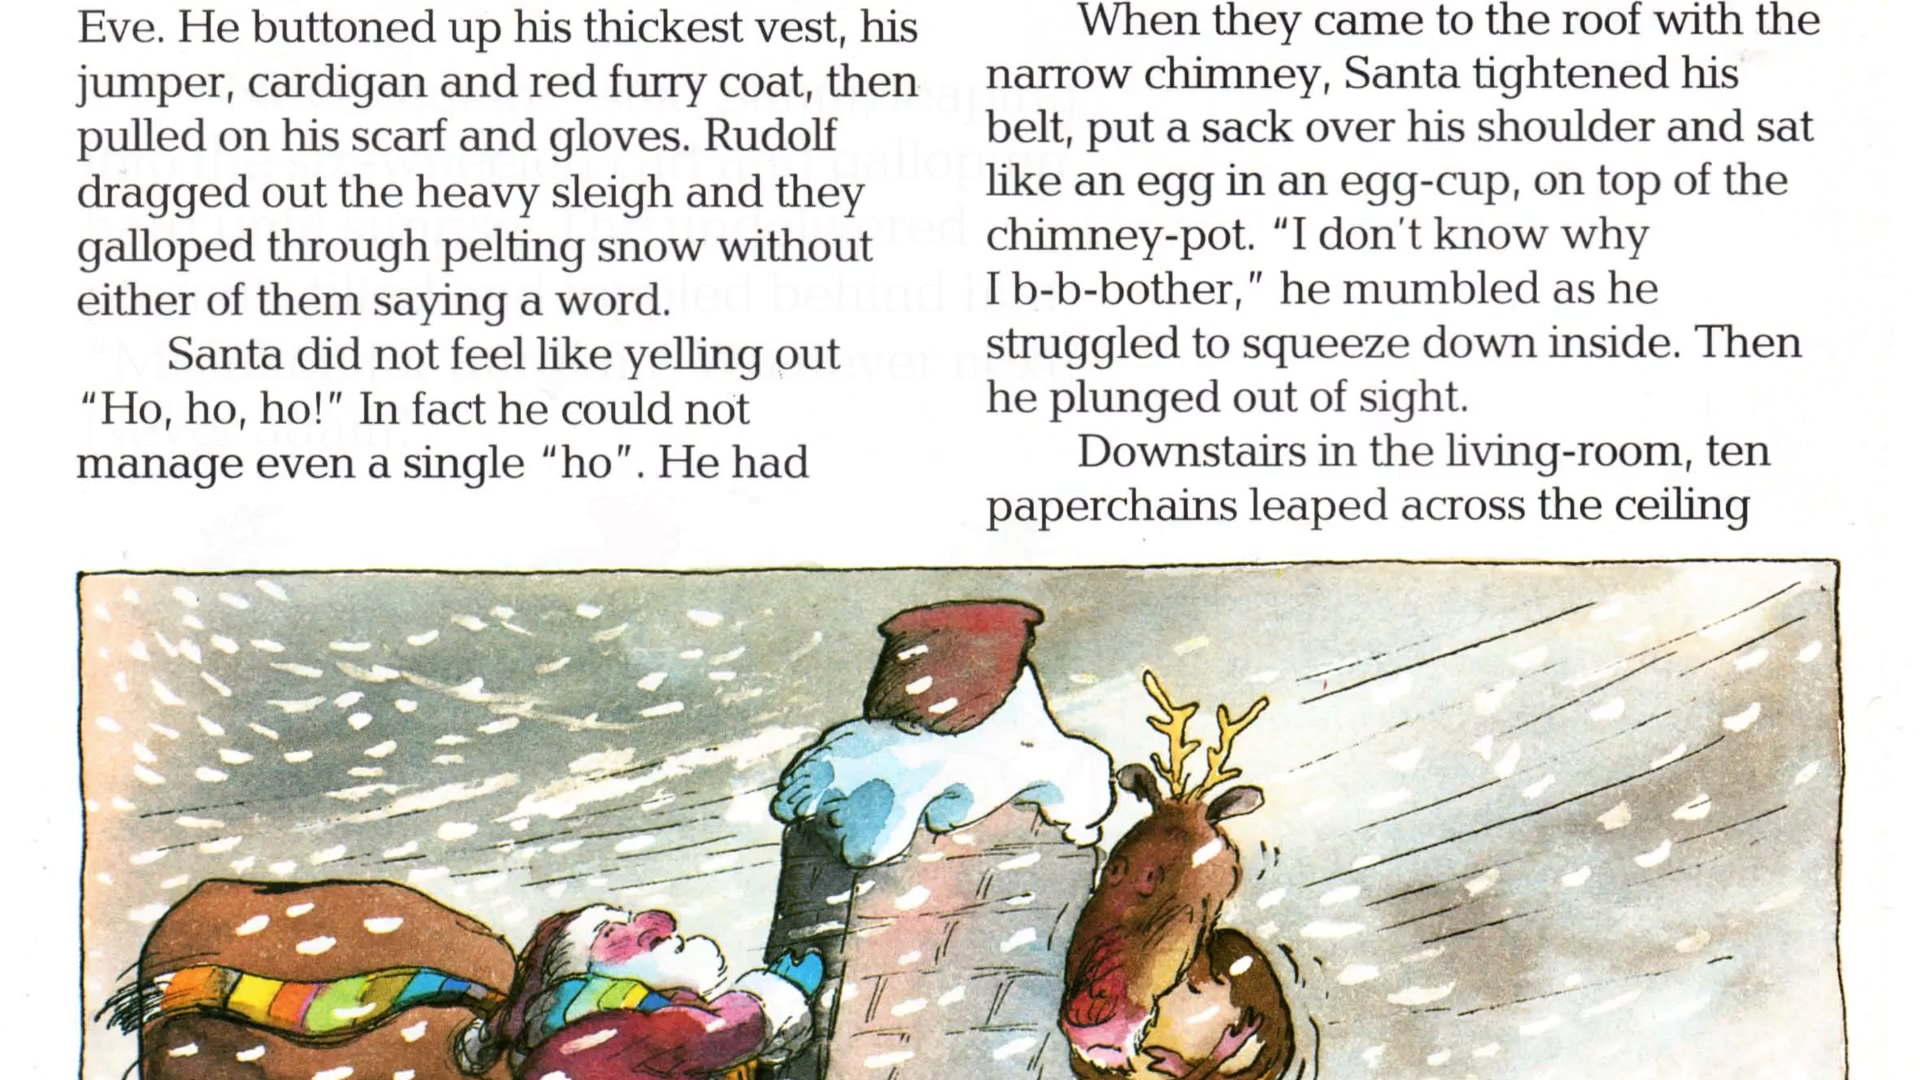 Eve. He buttoned up his thickest vest, his
jumper, cardigan and red furry coat, then
pulled on his scarf and gloves. Rudolf
dragged out the heavy sleigh and they
galloped through pelting snow without
either of them saying a word.
Santa did not feel like yelling out
“Ho, ho, ho!” In fact he could not
manage even a single “ho”. He had
When they came to the roof with the
narrow chimney, Santa tightened his
belt, put a sack over his shoulder and sat
like an egg in an egg-cup, on top of the
chimney-pot. “I don't know why
I b-b-bother,” he mumbled as he
struggled to squeeze down inside. Then
he plunged out of sight.
Downstairs in the living-room, ten
paperchains leaped across the ceiling